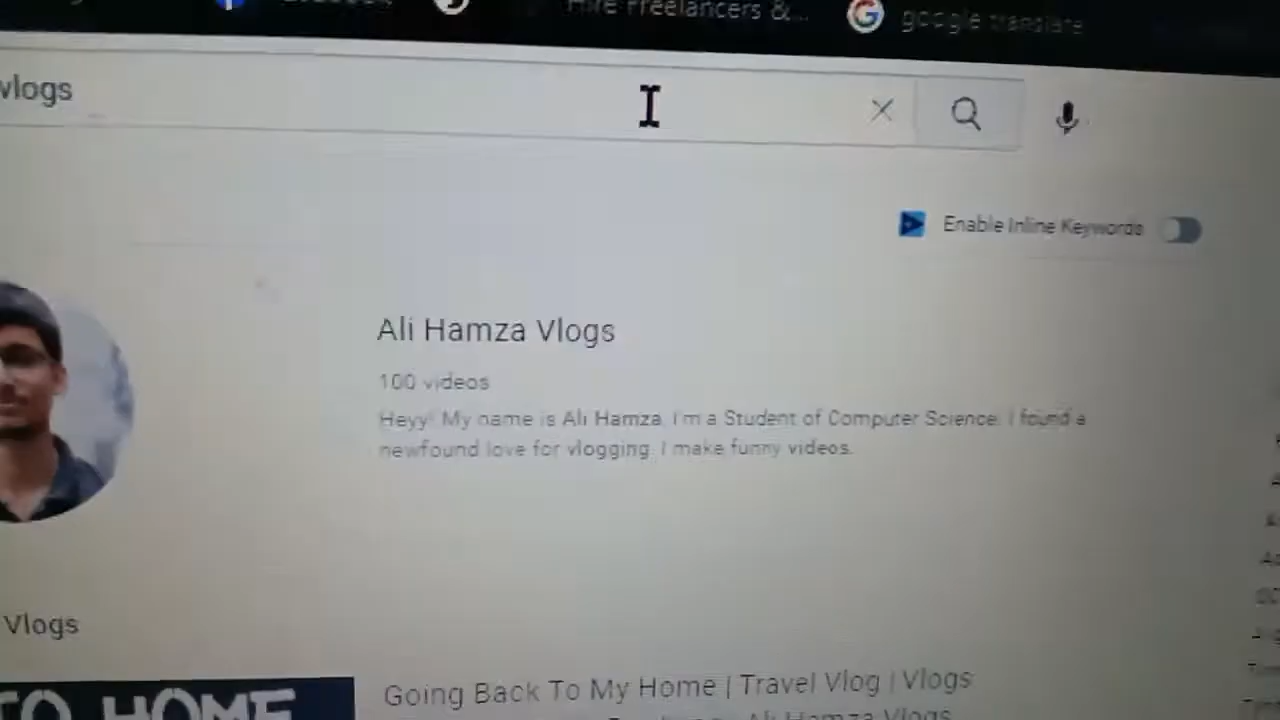 Hire Freelancers &...
google translate
vlogs
Enable Inline Keywords
Ali Hamza Vlogs
100 videos
Heyy! My name is Ali Hamza. I'm a Student of Computer Science. I found a
newfound love for vlogging. I make funny videos.
Vlogs
TO HOME
Going Back To My Home | Travel Vlog | Vlogs
Ali Hamza Vlogs